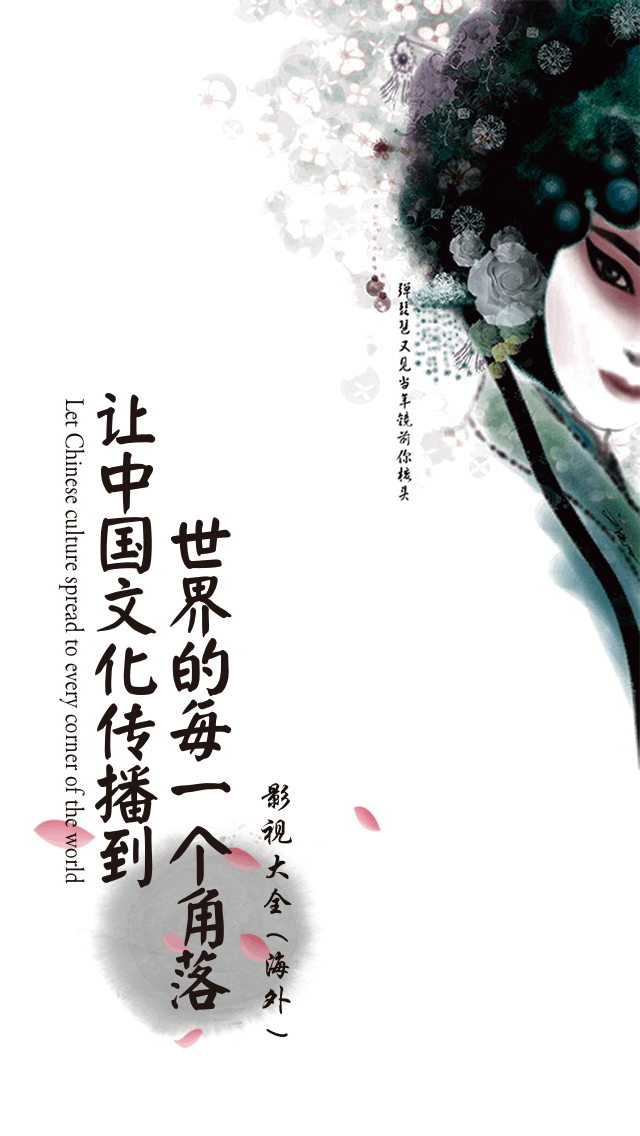 弹琵琶又见当年镜前你梳头
让中国文化传播到
世界的每一个角落
Let Chinese culture spread to every corner of the world
影视大全（海外）